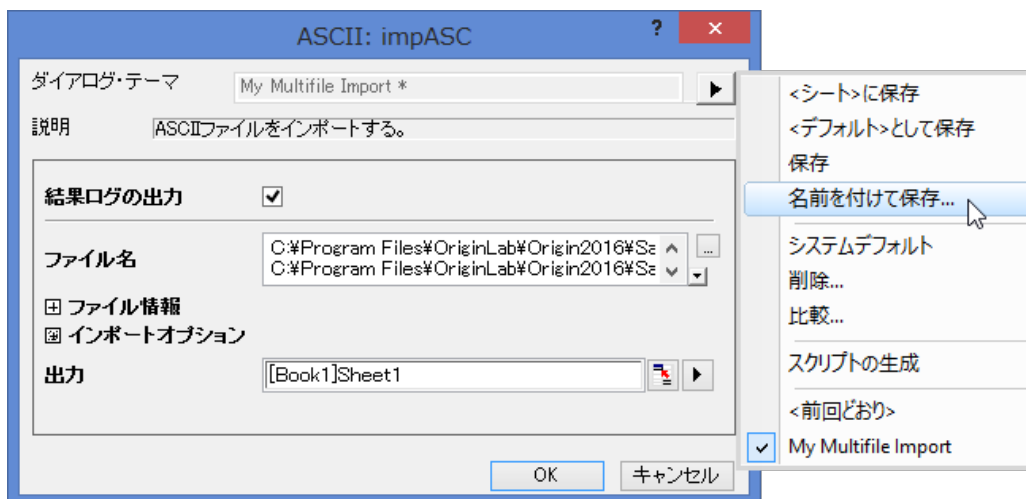 ASCII: impASC
?
×
ダイアログ・テーマ
My Multifile Import *
説明
ASCIIファイルをインポートする。
結果ログの出力
ファイル名
C:¥Program Files¥OriginLab¥Origin2016¥Sa
C:¥Program Files¥OriginLab¥Origin2016¥Sa
...
ファイル情報
インポートオプション
出力
[Book1]Sheet1
OK
キャンセル
<シート>に保存
<デフォルト>として保存
保存
名前を付けて保存...
システムデフォルト
削除...
比較...
スクリプトの生成
<前回どおり>
My Multifile Import